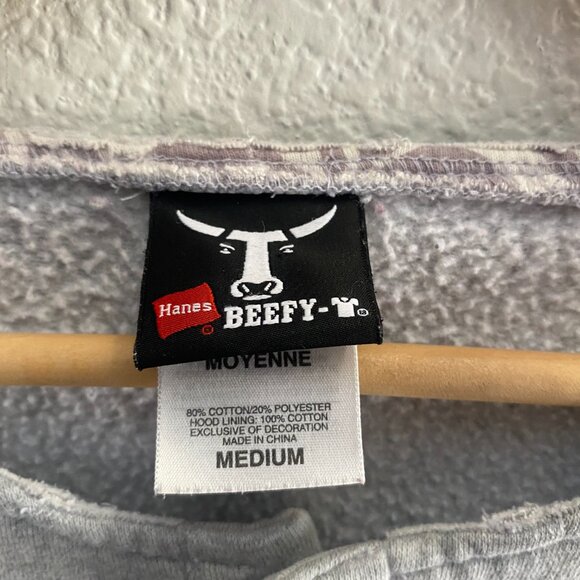 Hanes
BEEFY-
MOYENNE
80% COTTON/20% POLYESTER
HOOD LINING: 100% COTTON
EXCLUSIVE OF DECORATION
MADE IN CHINA
MEDIUM